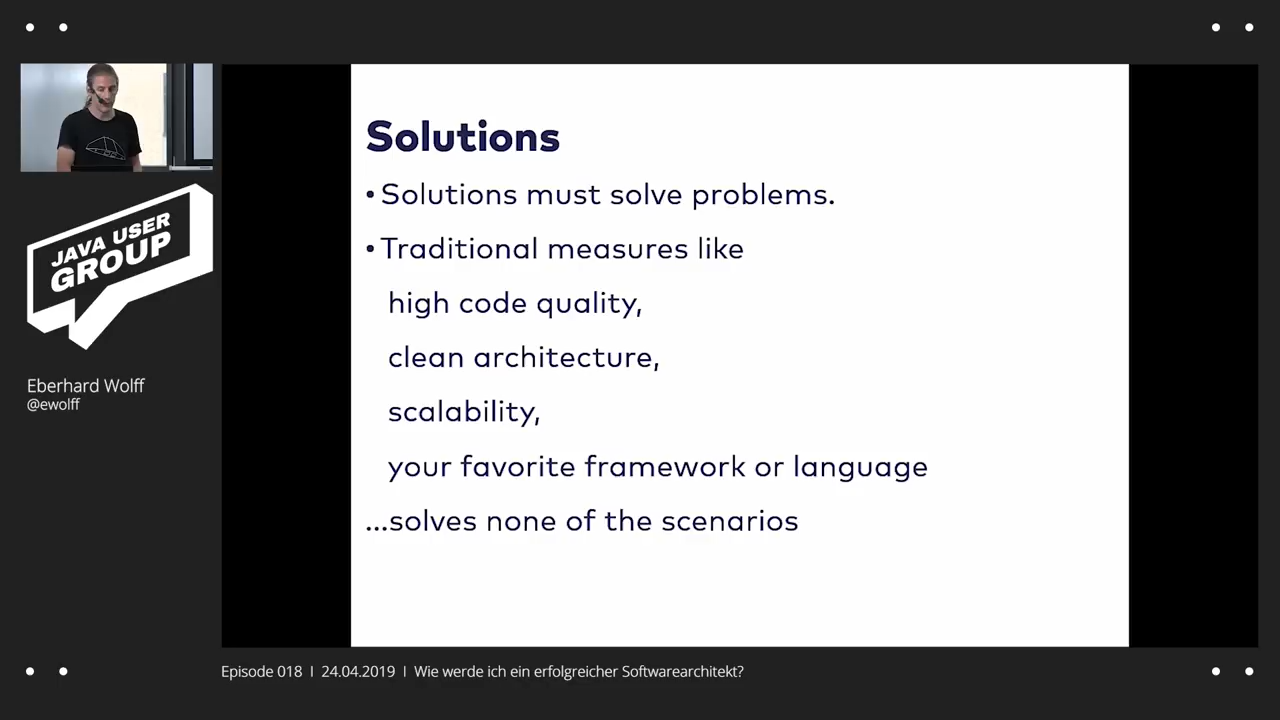 JAVA USER
GROUP
Eberhard Wolff
@ewolff
Solutions
• Solutions must solve problems.
• Traditional measures like
high code quality,
clean architecture,
scalability,
your favorite framework or language
...solves none of the scenarios
Episode 018 | 24.04.2019 | Wie werde ich ein erfolgreicher Softwarearchitekt?